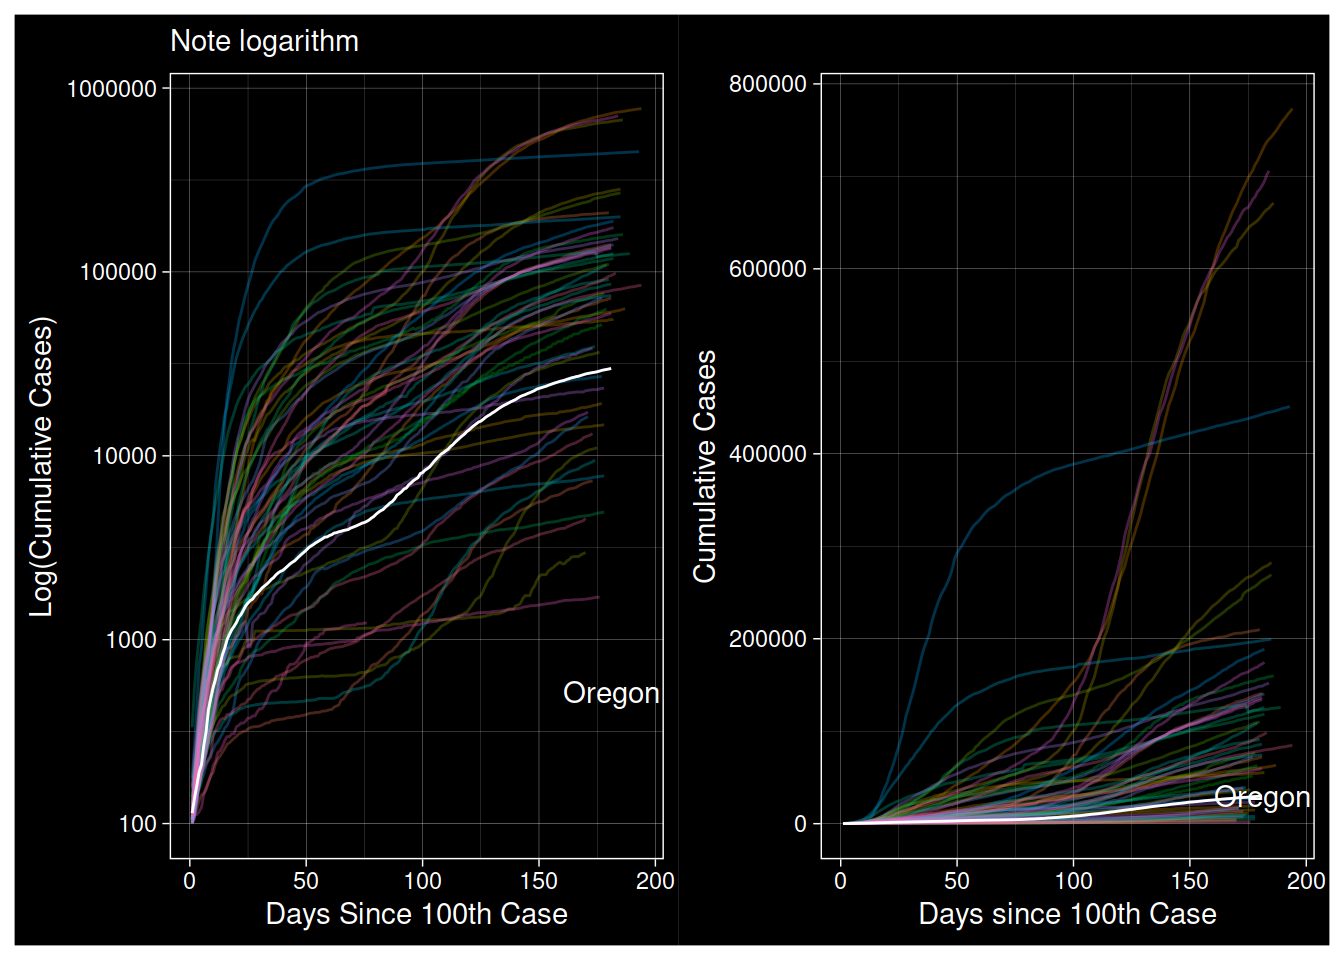 Note logarithm
Log(Cumulative Cases)
1000000
100000
10000
1000
100
Oregon
0 50 100 150 200
Days Since 100th Case
Cumulative Cases
800000
600000
400000
200000
0
Oregon
0 50 100 150 200
Days since 100th Case